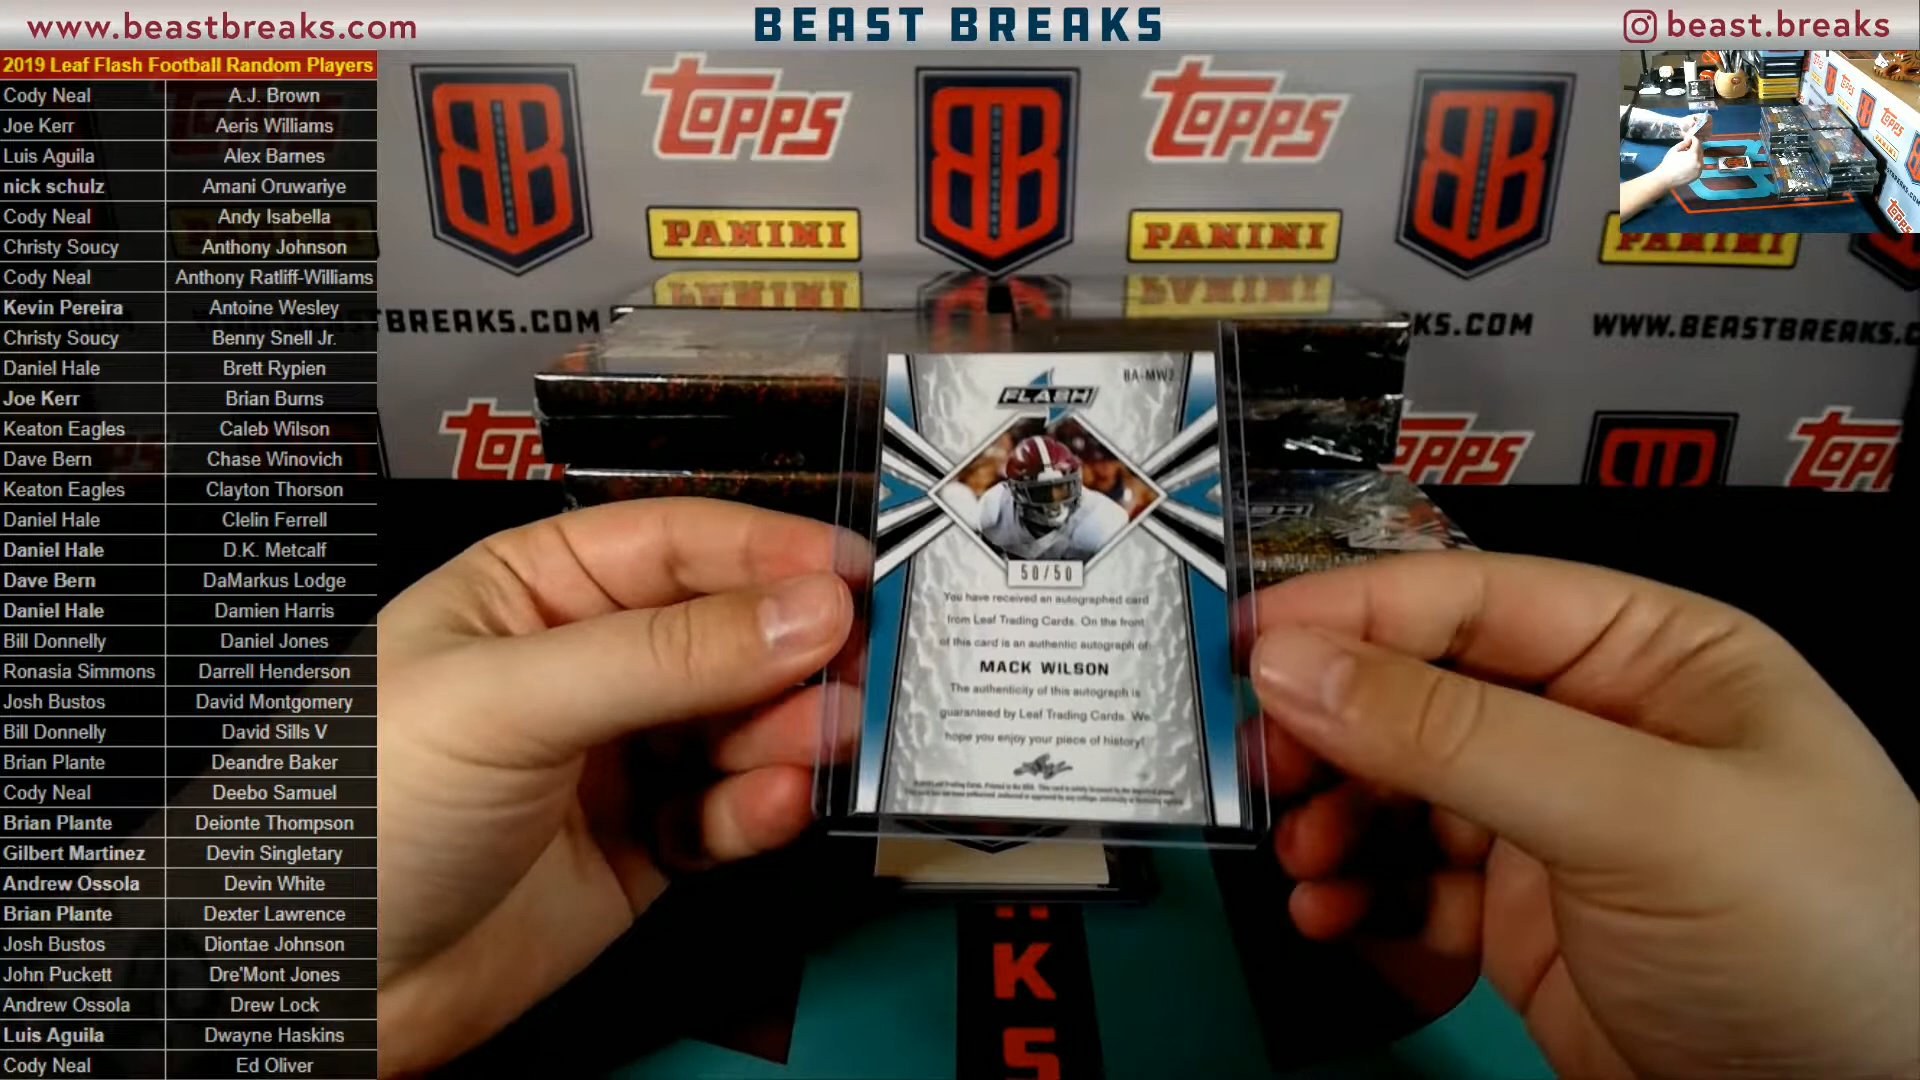 www.beastbreaks.com
BEAST BREAKS
beast.breaks
2019 Leaf Flash Football Random Players
Cody Neal A.J. Brown
Joe Kerr Aeris Williams
Luis Aguila Alex Barnes
nick schulz Amani Oruwariye
Cody Neal Andy Isabella
Christy Soucy Anthony Johnson
Cody Neal Anthony Ratliff-Williams
Kevin Pereira Antoine Wesley
Christy Soucy Benny Snell Jr.
Daniel Hale Brett Rypien
Joe Kerr Brian Burns
Keaton Eagles Caleb Wilson
Dave Bern Chase Winovich
Keaton Eagles Clayton Thorson
Daniel Hale Clelin Ferrell
Daniel Hale D.K. Metcalf
Dave Bern DaMarkus Lodge
Daniel Hale Damien Harris
Bill Donnelly Daniel Jones
Ronasia Simmons Darrell Henderson
Josh Bustos David Montgomery
Bill Donnelly David Sills V
Brian Plante Deandre Baker
Cody Neal Deebo Samuel
Brian Plante Deionte Thompson
Gilbert Martinez Devin Singletary
Andrew Ossola Devin White
Brian Plante Dexter Lawrence
Josh Bustos Diontae Johnson
John Puckett Dre'Mont Jones
Andrew Ossola Drew Lock
Luis Aguila Dwayne Haskins
Cody Neal Ed Oliver
Topps Topps
PANINI PANINI PANINI
BREAKS.COM KS.COM WWW.BEASTBREAKS.C
Topps Topps Topps
BA-MW2
FLASH
50/50
You have received an autographed card
from Leaf Trading Cards. On the front
of this card is an authentic autograph of:
MACK WILSON
The authenticity of this autograph is
guaranteed by Leaf Trading Cards. We
hope you enjoy your piece of history!
Leaf
KS